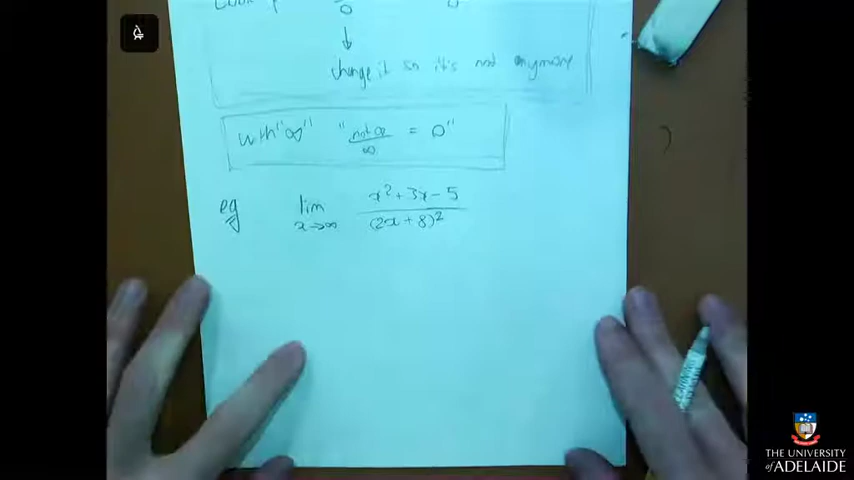 0 0
change it so it's not anymore
with "∞" "not ∞ / ∞ = 0"
eg lim x→∞ x² + 3x - 5 / (2x + 8)²
THE UNIVERSITY
of ADELAIDE